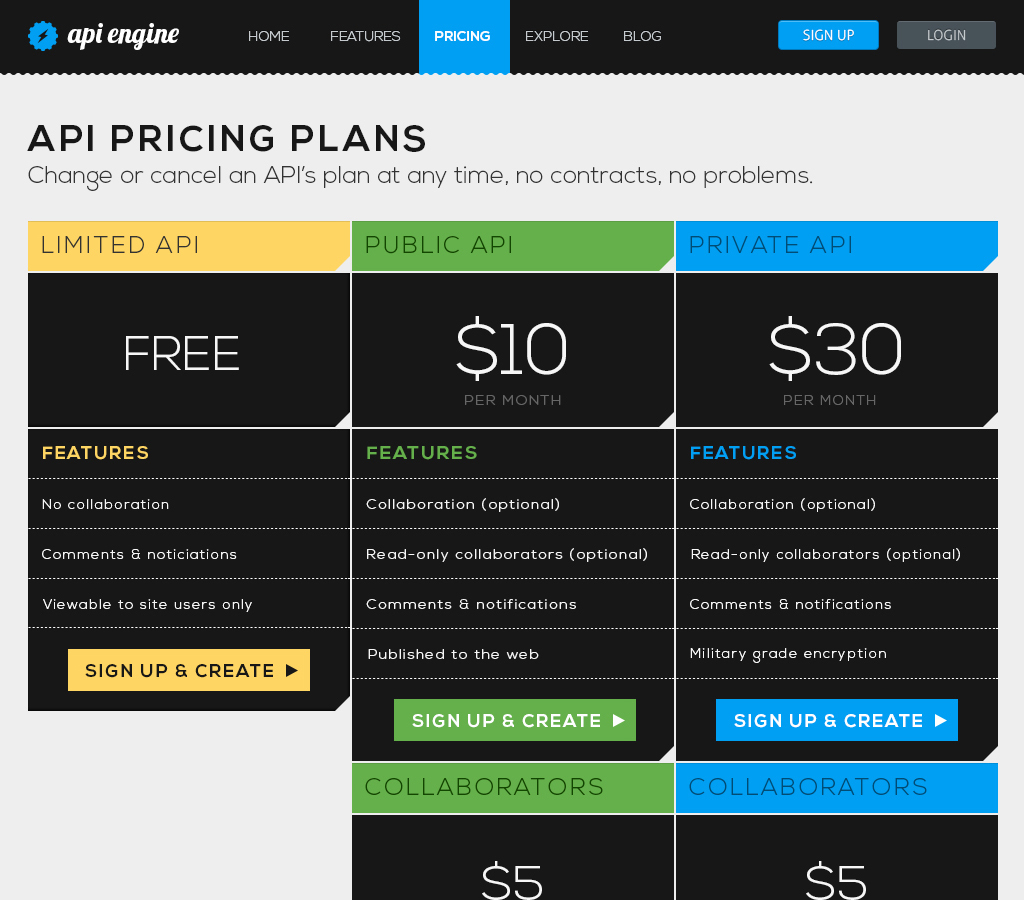 api engine
HOME FEATURES PRICING EXPLORE BLOG SIGN UP LOGIN
API PRICING PLANS
Change or cancel an API's plan at any time, no contracts, no problems.
LIMITED API
FREE
FEATURES
No collaboration
Comments & noticiations
Viewable to site users only
SIGN UP & CREATE
PUBLIC API
$10
PER MONTH
FEATURES
Collaboration (optional)
Read-only collaborators (optional)
Comments & notifications
Published to the web
SIGN UP & CREATE
COLLABORATORS
$5
PRIVATE API
$30
PER MONTH
FEATURES
Collaboration (optional)
Read-only collaborators (optional)
Comments & notifications
Military grade encryption
SIGN UP & CREATE
COLLABORATORS
$5